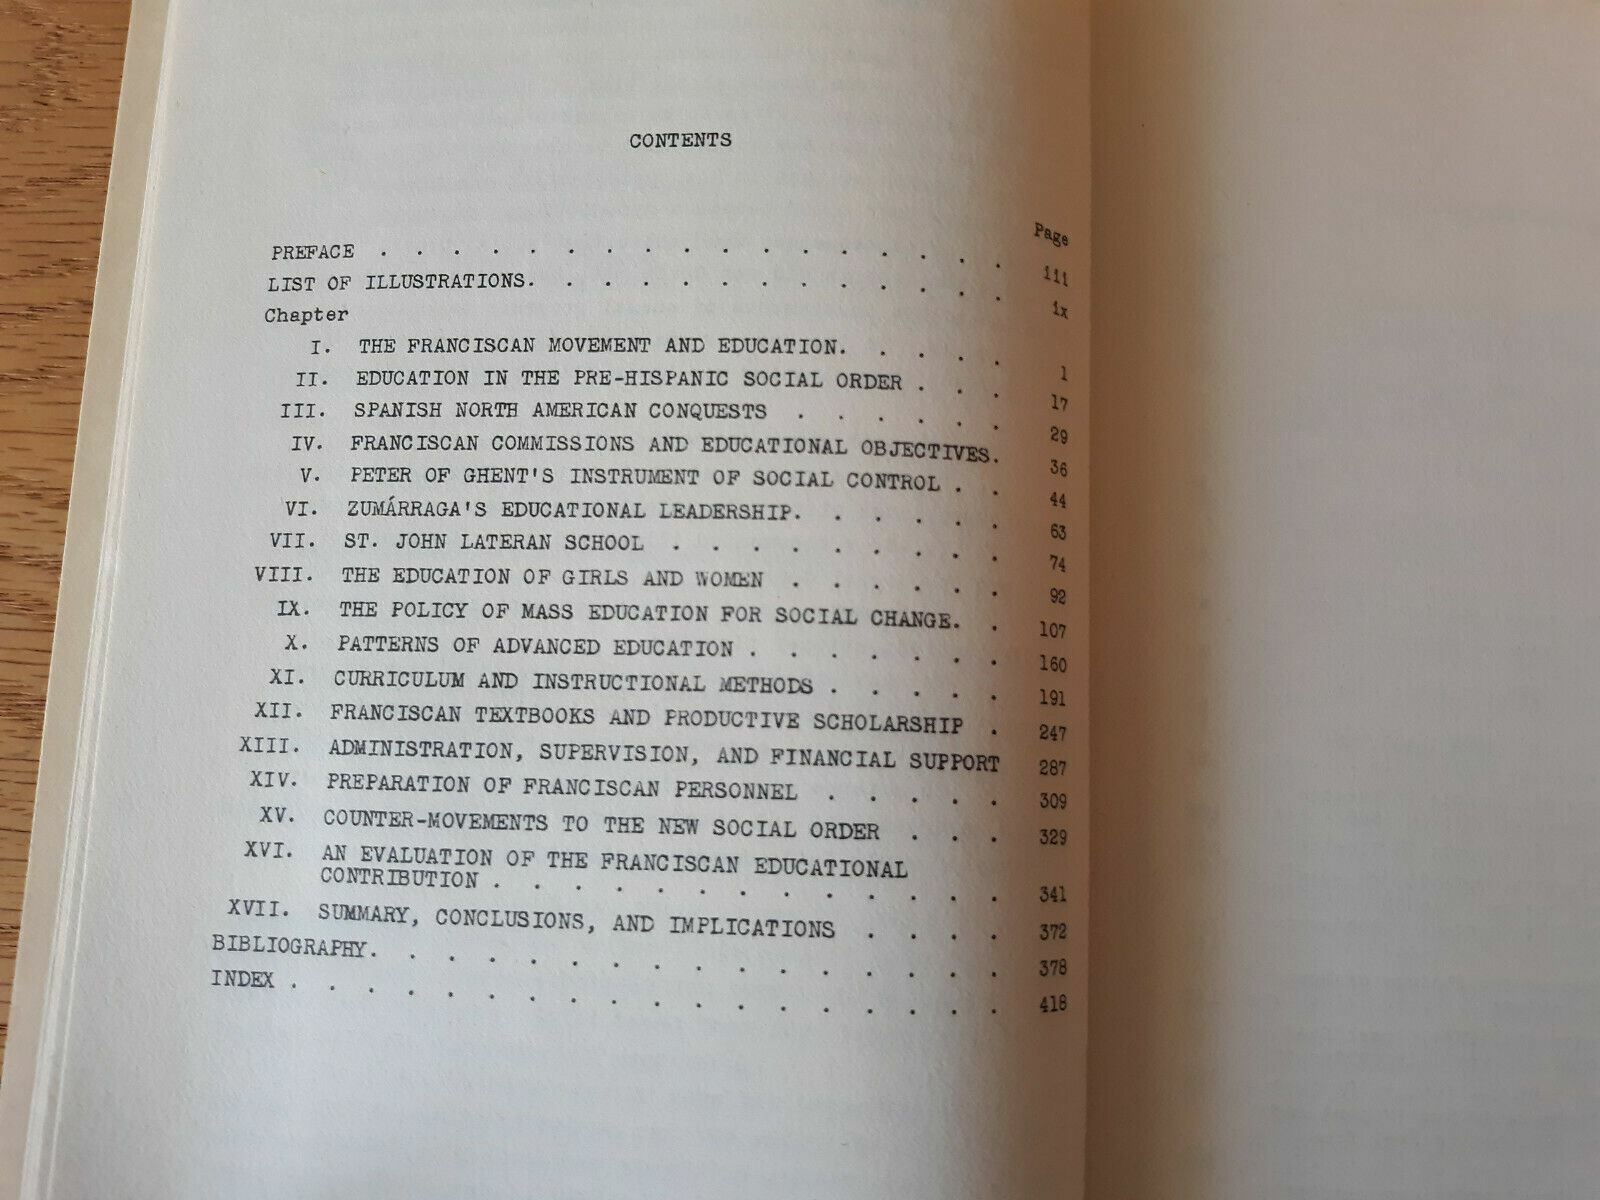 CONTENTS
Page
PREFACE . . . . . . . . . . . . . . . . iii
LIST OF ILLUSTRATIONS. . . . . . . . . . . . . ix
Chapter
I. THE FRANCISCAN MOVEMENT AND EDUCATION. . . . . 1
II. EDUCATION IN THE PRE-HISPANIC SOCIAL ORDER . . . 17
III. SPANISH NORTH AMERICAN CONQUESTS . . . . . . 29
IV. FRANCISCAN COMMISSIONS AND EDUCATIONAL OBJECTIVES. 36
V. PETER OF GHENT'S INSTRUMENT OF SOCIAL CONTROL . . 44
VI. ZUMÁRRAGA'S EDUCATIONAL LEADERSHIP. . . . . . 63
VII. ST. JOHN LATERAN SCHOOL . . . . . . . . . 74
VIII. THE EDUCATION OF GIRLS AND WOMEN . . . . . . 92
IX. THE POLICY OF MASS EDUCATION FOR SOCIAL CHANGE. . 107
X. PATTERNS OF ADVANCED EDUCATION . . . . . . . 160
XI. CURRICULUM AND INSTRUCTIONAL METHODS . . . . . 191
XII. FRANCISCAN TEXTBOOKS AND PRODUCTIVE SCHOLARSHIP . 247
XIII. ADMINISTRATION, SUPERVISION, AND FINANCIAL SUPPORT 287
XIV. PREPARATION OF FRANCISCAN PERSONNEL . . . . . 309
XV. COUNTER-MOVEMENTS TO THE NEW SOCIAL ORDER . . . 329
XVI. AN EVALUATION OF THE FRANCISCAN EDUCATIONAL
CONTRIBUTION . . . . . . . . . . . . . 341
XVII. SUMMARY, CONCLUSIONS, AND IMPLICATIONS . . . . 372
BIBLIOGRAPHY. . . . . . . . . . . . . . . . 378
INDEX . . . . . . . . . . . . . . . . . . 418